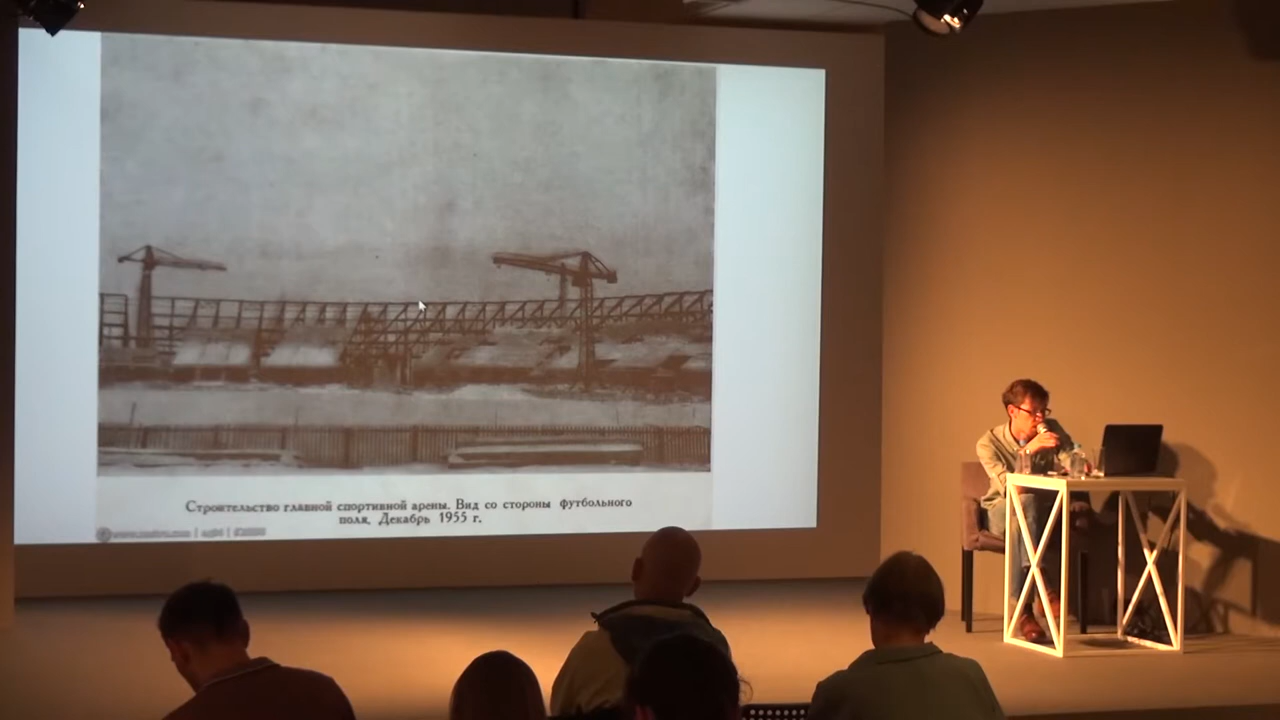 Строительство главной спортивной арены. Вид со стороны футбольного
поля. Декабрь 1955 г.